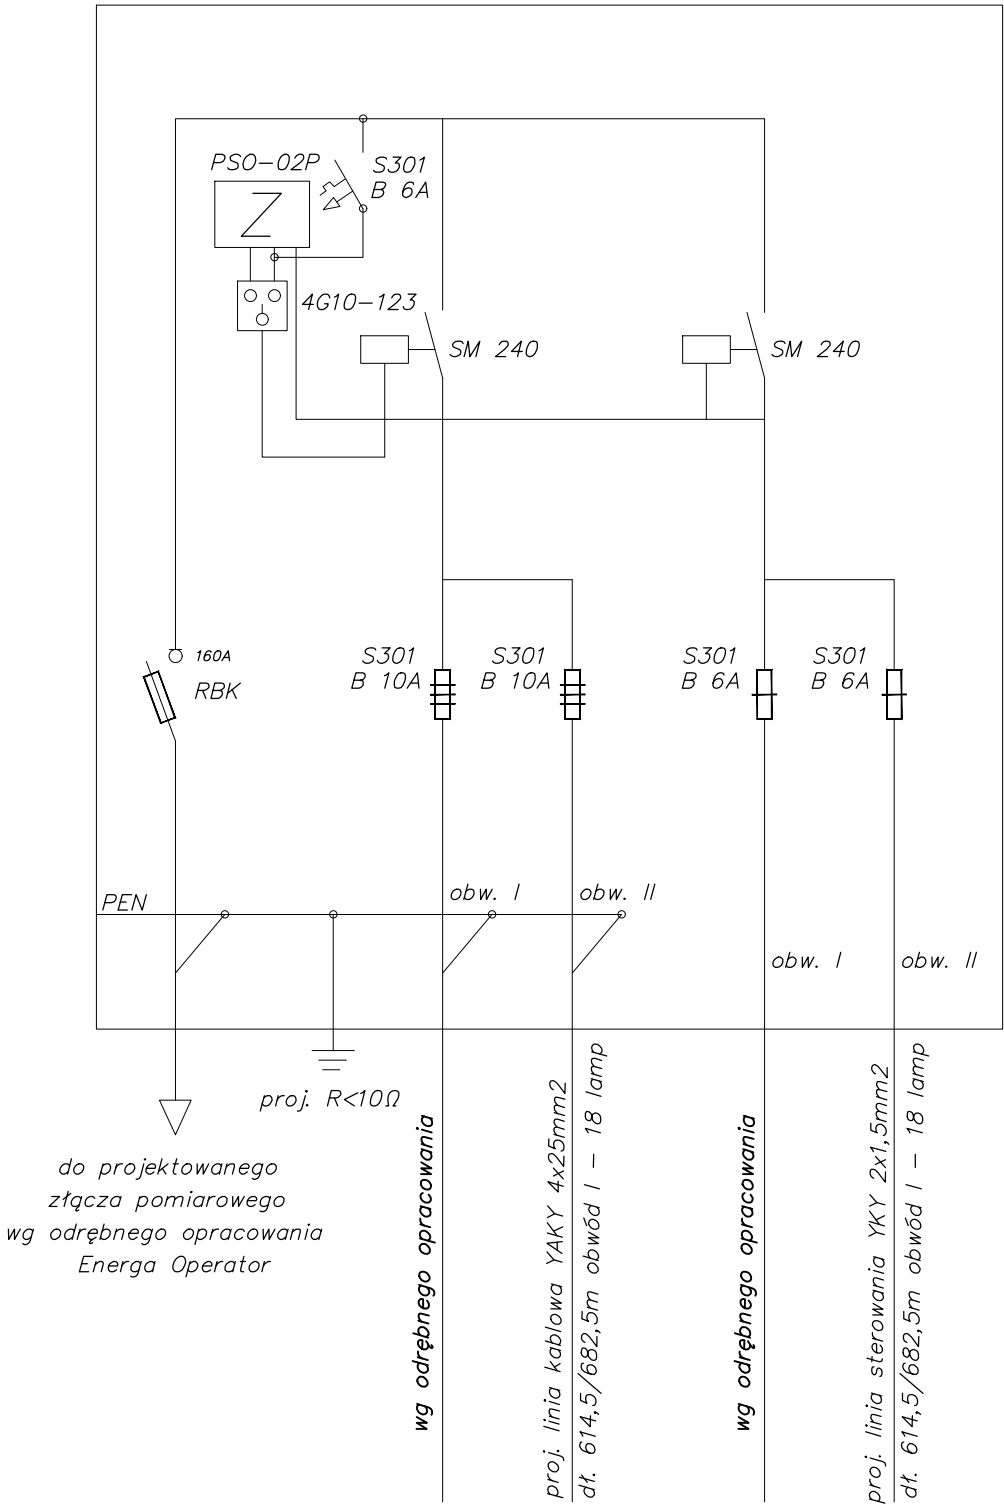 PSO-02P
S301
B 6A
Z
4G10-123
SM 240
SM 240
160A
RBK
S301
B 10A
S301
B 10A
S301
B 6A
S301
B 6A
PEN
obw. I
obw. II
obw. I
obw. II
proj. R<10Ω
do projektowanego
złącza pomiarowego
wg odrębnego opracowania
Energa Operator
wg odrębnego opracowania
proj. linia kablowa YAKY 4x25mm2
dł. 614,5/682,5m obwód I - 18 lamp
wg odrębnego opracowania
proj. linia sterowania YKY 2x1,5mm2
dł. 614,5/682,5m obwód I - 18 lamp